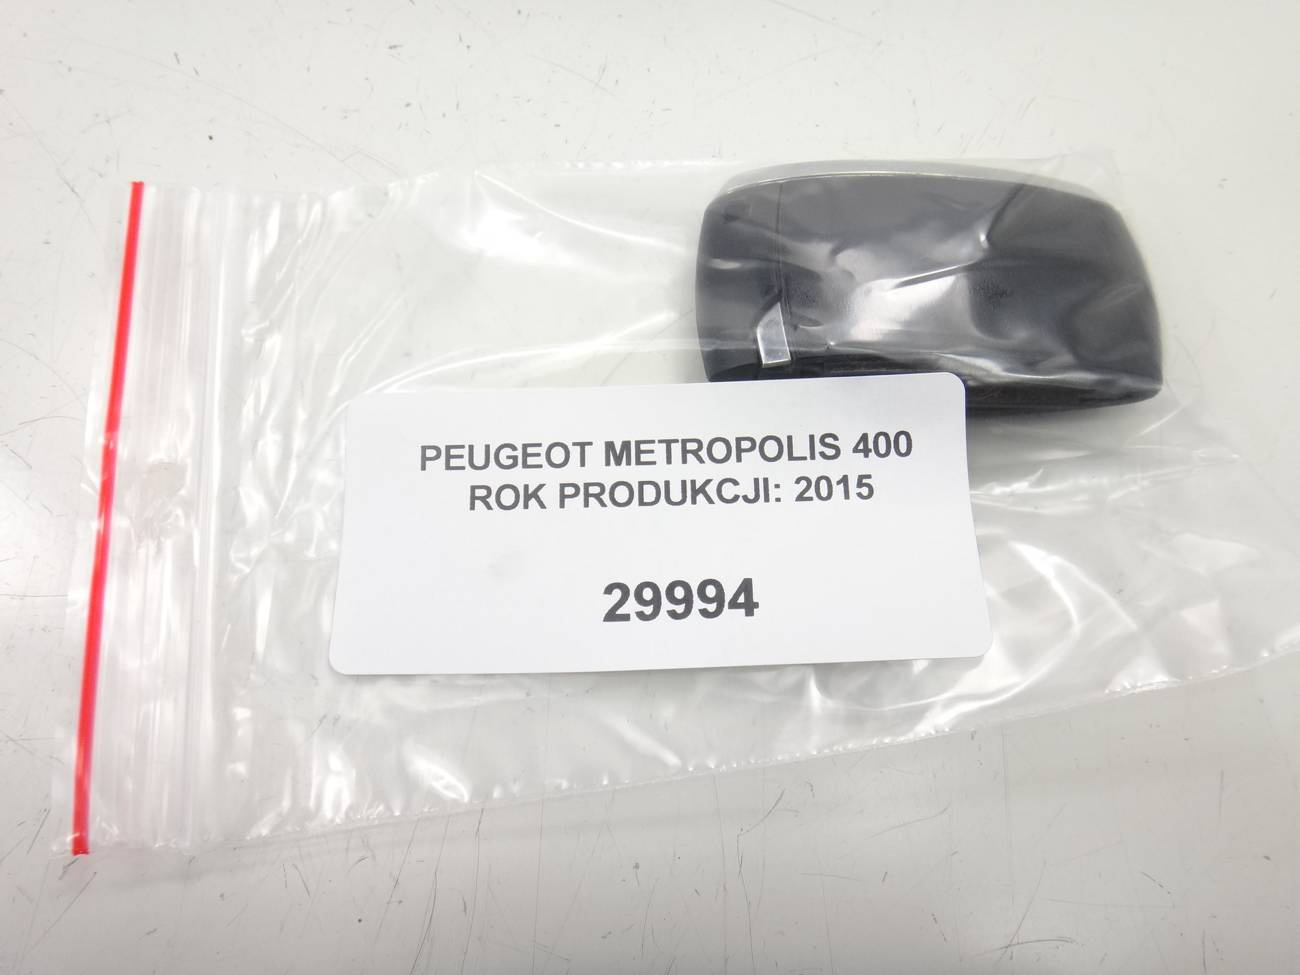 PEUGEOT METROPOLIS 400
ROK PRODUKCJI: 2015
29994